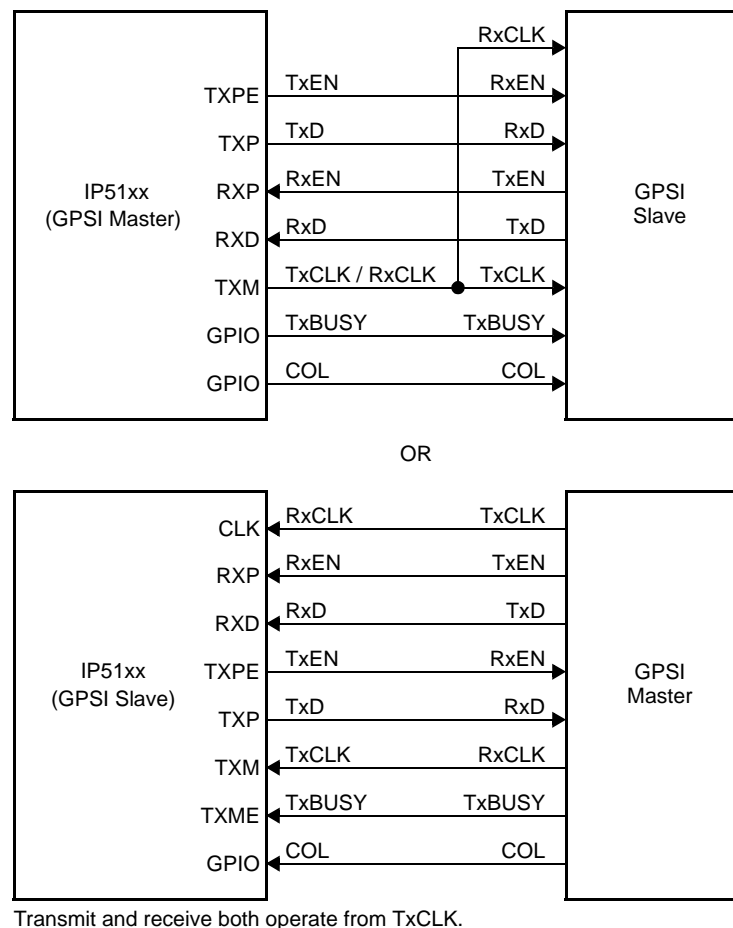 RxCLK
TXPE TxEN RxEN
TXP TxD RxD
IP51xx
(GPSI Master)
RXP RxEN TxEN
GPSI
Slave
RXD RxD TxD
TXM TxCLK / RxCLK TxCLK
GPIO TxBUSY TxBUSY
GPIO COL COL
OR
CLK RxCLK TxCLK
RXP RxEN TxEN
RXD RxD TxD
IP51xx
(GPSI Slave)
TXPE TxEN RxEN
GPSI
Master
TXP TxD RxD
TXM TxCLK RxCLK
TXME TxBUSY TxBUSY
GPIO COL COL
Transmit and receive both operate from TxCLK.